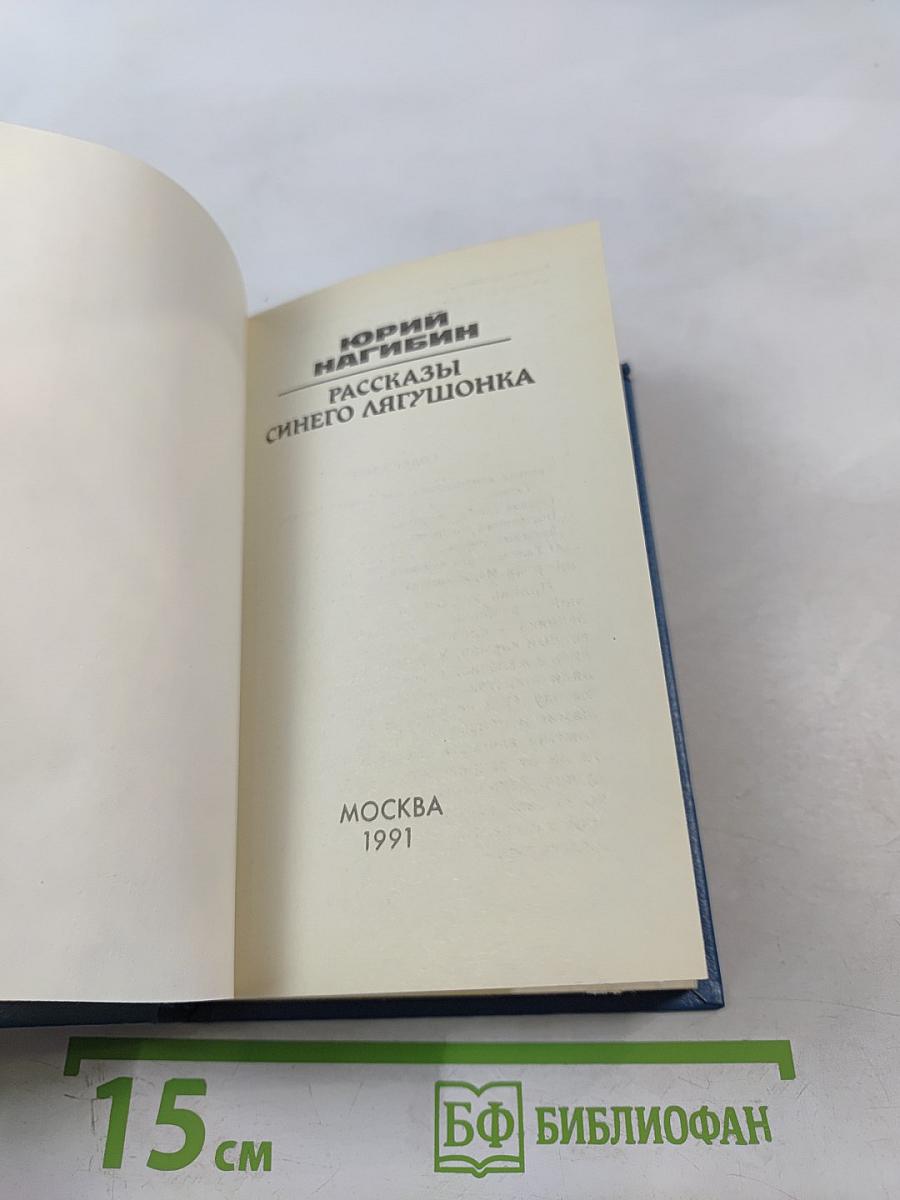 ЮРИЙ
НАГИБИН
РАССКАЗЫ
СИНЕГО ЛЯГУШОНКА
МОСКВА
1991
15 см
БФ БИБЛИОФАН